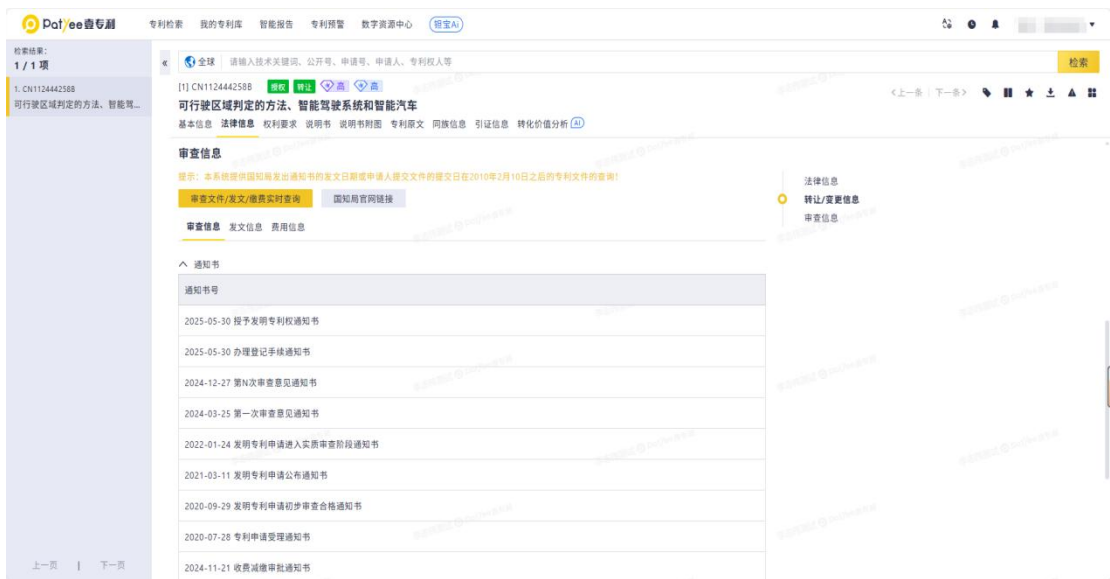 Patyee壹专利 专利检索 我的专利库 智能报告 专利预警 数字资源中心 钽宝Ai
检索结果:
1 / 1 项
1. CN112444258B
可行驶区域判定的方法、智能驾...
上一页 | 下一页
« 全球 请输入技术关键词、公开号、申请号、申请人、专利权人等 检索
[1] CN112444258B 授权 转让 高 高 <上一条 下一条>
可行驶区域判定的方法、智能驾驶系统和智能汽车
基本信息 法律信息 权利要求 说明书 说明书附图 专利原文 同族信息 引证信息 转化价值分析 AI
审查信息
提示：本系统提供国知局发出通知书的发文日期或申请人提交文件的提交日在2010年2月10日之后的专利文件的查询!
审查文件/发文/缴费实时查询 国知局官网链接
审查信息 发文信息 费用信息
法律信息
转让/变更信息
审查信息
通知书
通知书号
2025-05-30 授予发明专利权通知书
2025-05-30 办理登记手续通知书
2024-12-27 第N次审查意见通知书
2024-03-25 第一次审查意见通知书
2022-01-24 发明专利申请进入实质审查阶段通知书
2021-03-11 发明专利申请公布通知书
2020-09-29 发明专利申请初步审查合格通知书
2020-07-28 专利申请受理通知书
2024-11-21 收费减缴审批通知书